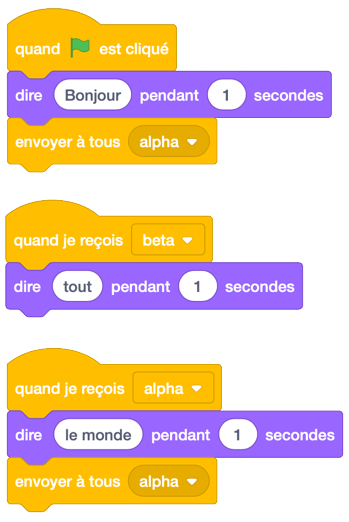 quand est cliqué
dire Bonjour pendant 1 secondes
envoyer à tous alpha
quand je reçois beta
dire tout pendant 1 secondes
quand je reçois alpha
dire le monde pendant 1 secondes
envoyer à tous alpha